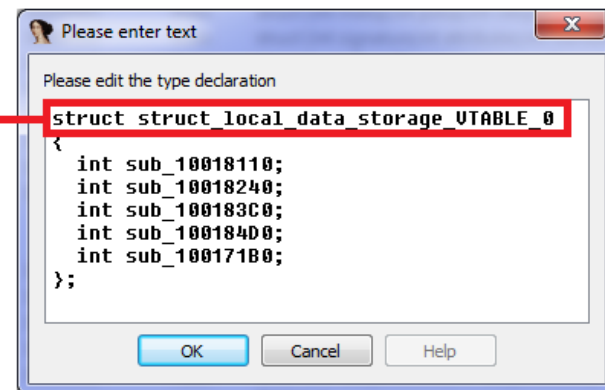 Please enter text
Please edit the type declaration
struct struct_local_data_storage_VTABLE_0
{
int sub_10018110;
int sub_10018240;
int sub_100183C0;
int sub_100184D0;
int sub_100171B0;
};
OK Cancel Help